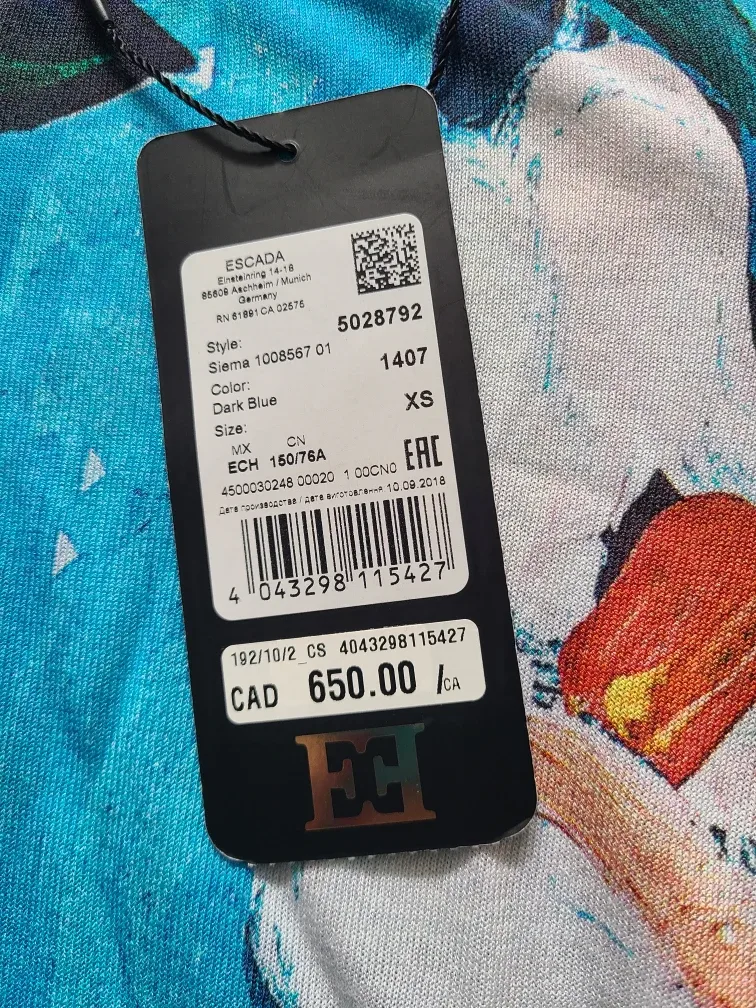 ESCADA
Einsteinring 14-18
85609 Aschheim / Munich
Germany
RN 61991 CA 02575
Style: 5028792
Siema 1008567 01
Color: 1407
Dark Blue
Size: XS
MX CN
ECH 150/76A EAC
4500030248 00020 1 00CN0
Дата производства / дата виготовлення 10.09.2018
4 043298 115427
192/10/2_CS 4043298115427
CAD 650.00 /CA